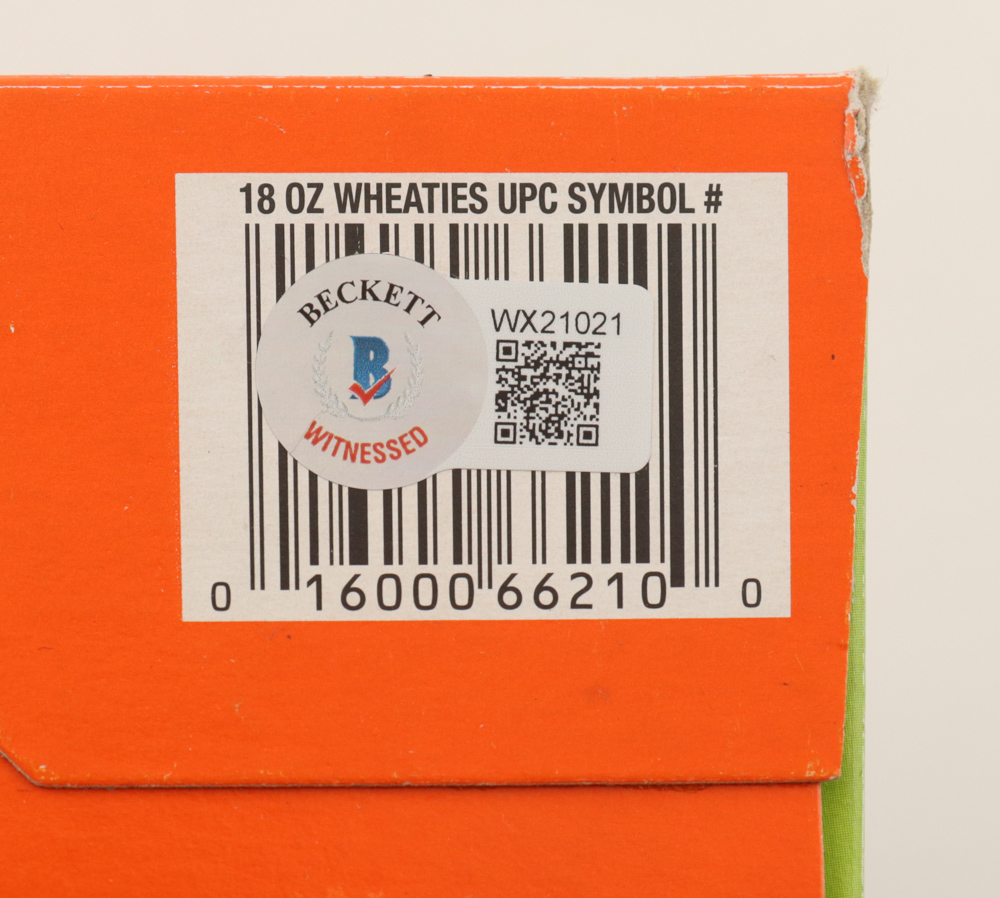 18 OZ WHEATIES UPC SYMBOL #
BECKETT
B
WITNESSED
WX21021
0 16000 66210 0